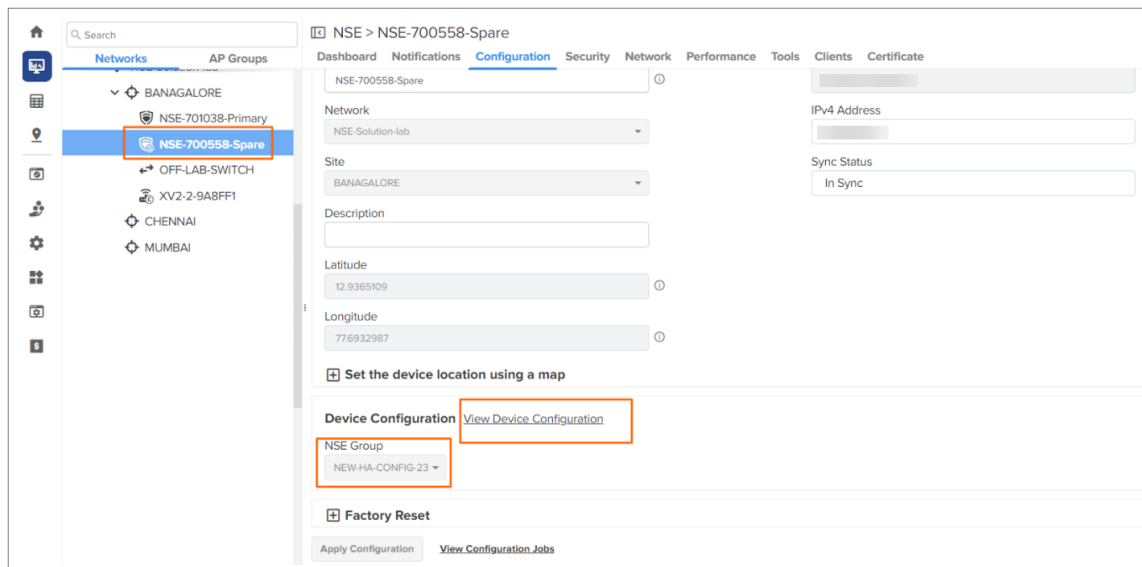 Search
Networks AP Groups
BANAGALORE
NSE-701038-Primary
NSE-700558-Spare
OFF-LAB-SWITCH
XV2-2-9A8FF1
CHENNAI
MUMBAI
NSE > NSE-700558-Spare
Dashboard Notifications Configuration Security Network Performance Tools Clients Certificate
NSE-700558-Spare
Network
NSE-Solution-lab
Site
BANAGALORE
Description
Latitude
12.9365109
Longitude
77.6932987
Set the device location using a map
IPv4 Address
Sync Status
In Sync
Device Configuration View Device Configuration
NSE Group
NEW-HA-CONFIG-23
Factory Reset
Apply Configuration View Configuration Jobs